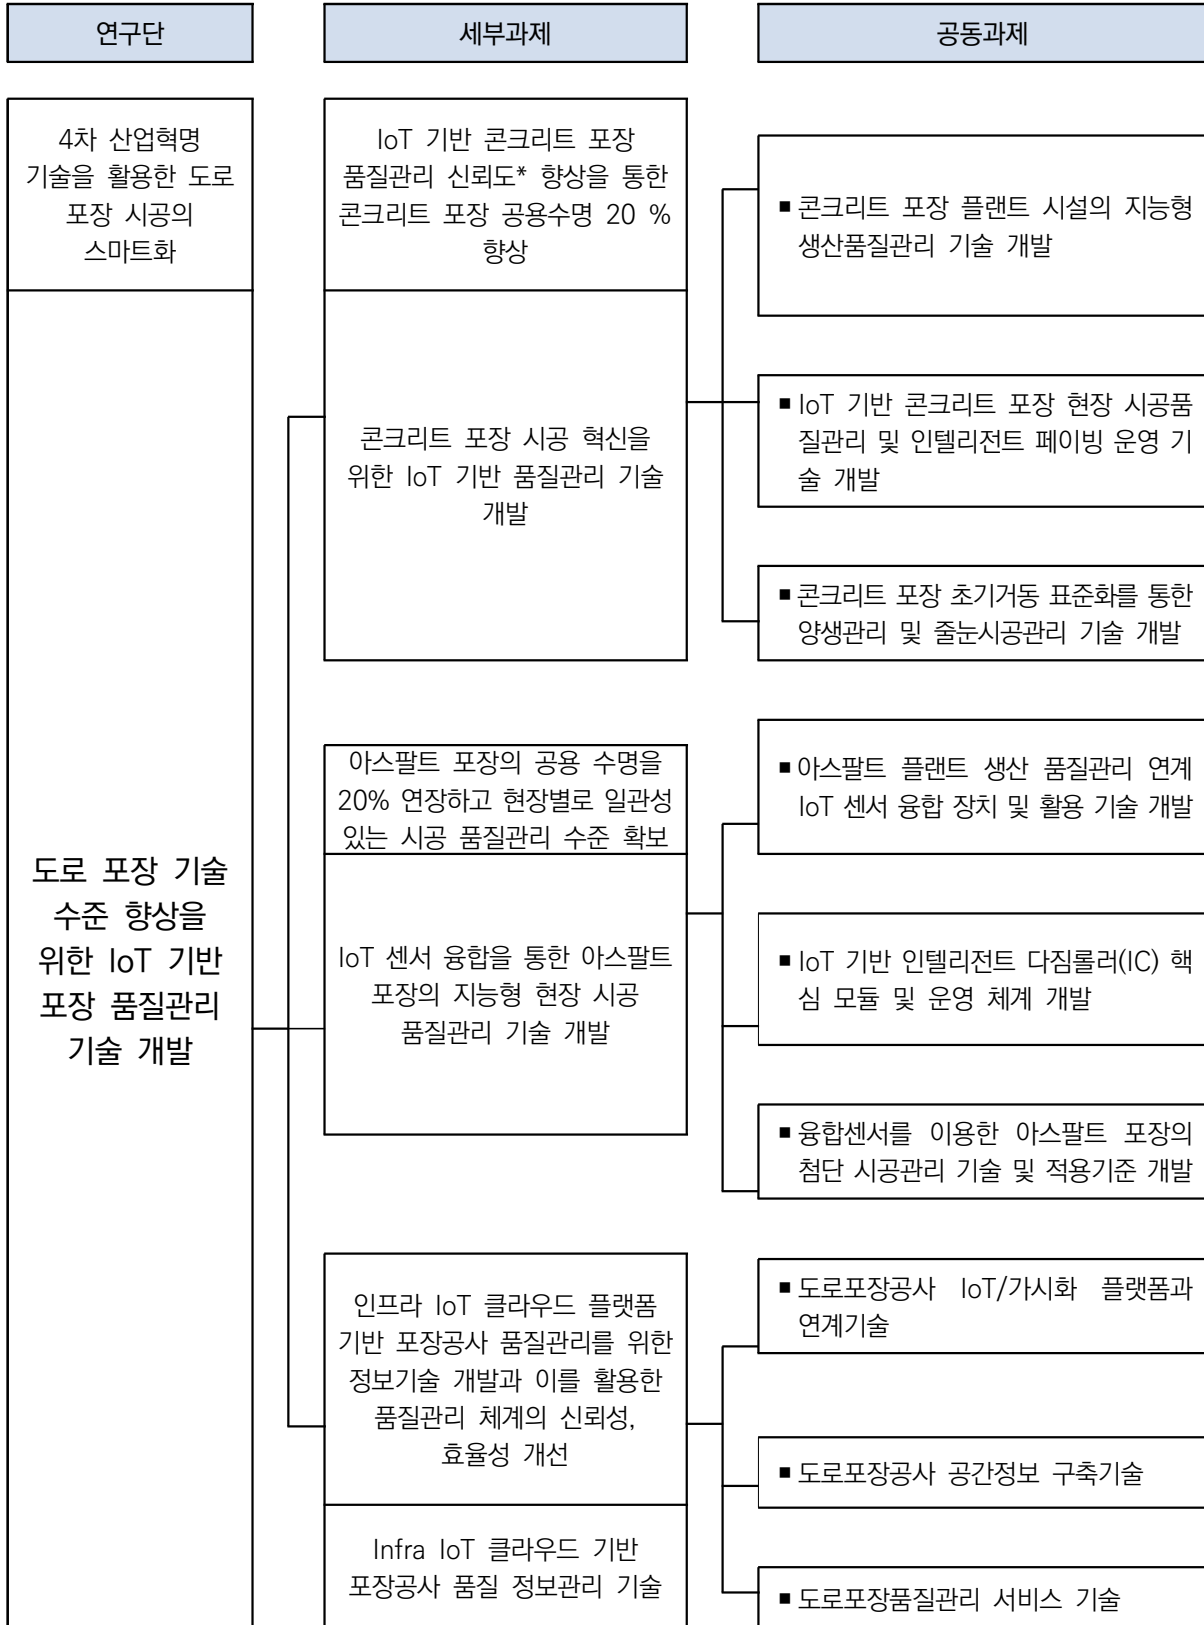 연구단
세부과제
공동과제
4차 산업혁명
기술을 활용한 도로
포장 시공의
스마트화
도로 포장 기술
수준 향상을
위한 IoT 기반
포장 품질관리
기술 개발
IoT 기반 콘크리트 포장
품질관리 신뢰도* 향상을 통한
콘크리트 포장 공용수명 20 %
향상
콘크리트 포장 시공 혁신을
위한 IoT 기반 품질관리 기술
개발
■ 콘크리트 포장 플랜트 시설의 지능형
생산품질관리 기술 개발
■ IoT 기반 콘크리트 포장 현장 시공품
질관리 및 인텔리전트 페이빙 운영 기
술 개발
■ 콘크리트 포장 초기거동 표준화를 통한
양생관리 및 줄눈시공관리 기술 개발
아스팔트 포장의 공용 수명을
20% 연장하고 현장별로 일관성
있는 시공 품질관리 수준 확보
IoT 센서 융합을 통한 아스팔트
포장의 지능형 현장 시공
품질관리 기술 개발
■ 아스팔트 플랜트 생산 품질관리 연계
IoT 센서 융합 장치 및 활용 기술 개발
■ IoT 기반 인텔리전트 다짐롤러(IC) 핵
심 모듈 및 운영 체계 개발
■ 융합센서를 이용한 아스팔트 포장의
첨단 시공관리 기술 및 적용기준 개발
인프라 IoT 클라우드 플랫폼
기반 포장공사 품질관리를 위한
정보기술 개발과 이를 활용한
품질관리 체계의 신뢰성,
효율성 개선
Infra IoT 클라우드 기반
포장공사 품질 정보관리 기술
■ 도로포장공사 IoT/가시화 플랫폼과
연계기술
■ 도로포장공사 공간정보 구축기술
■ 도로포장품질관리 서비스 기술